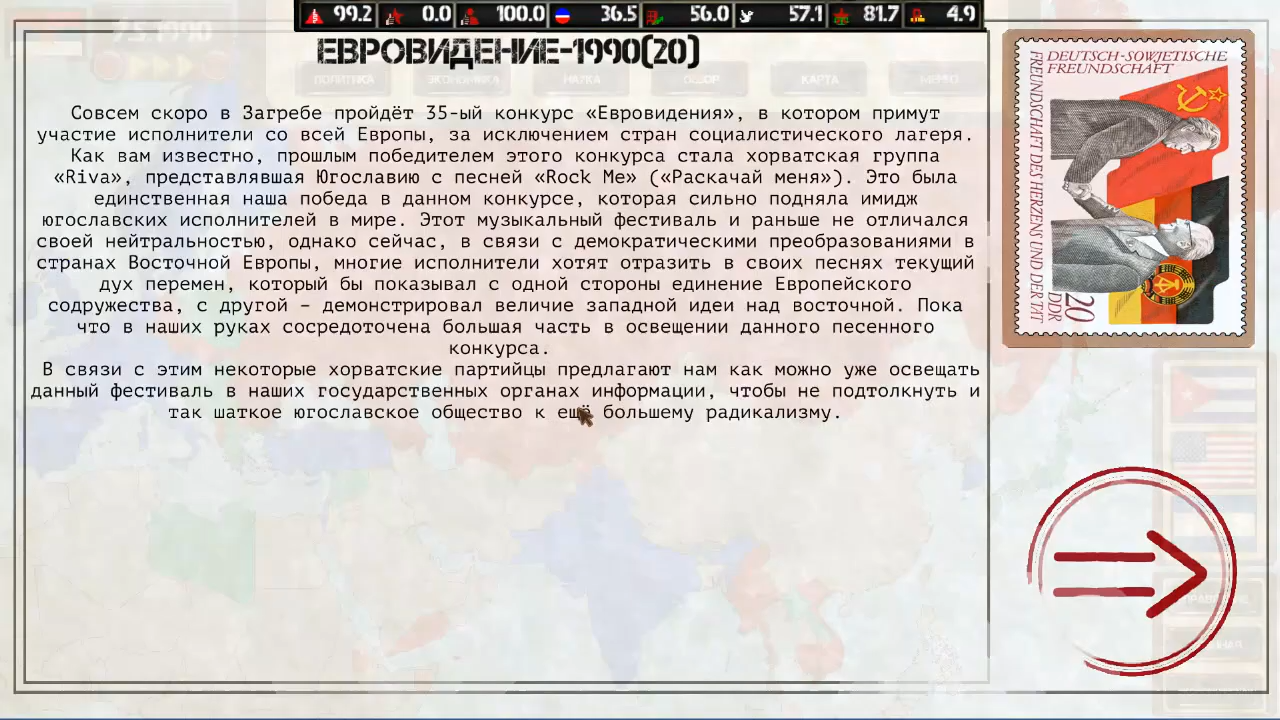 99.2 0.0 100.0 36.5 56.0 57.1 81.7 4.9
ЕВРОВИДЕНИЕ-1990(20)
ПОЛИТИКА ЭКОНОМИКА НАУКА ОБЗОР КАРТА МЕНЮ
Совсем скоро в Загребе пройдёт 35-ый конкурс «Евровидения», в котором примут
участие исполнители со всей Европы, за исключением стран социалистического лагеря.
Как вам известно, прошлым победителем этого конкурса стала хорватская группа
«Riva», представлявшая Югославию с песней «Rock Me» («Раскачай меня»). Это была
единственная наша победа в данном конкурсе, которая сильно подняла имидж
югославских исполнителей в мире. Этот музыкальный фестиваль и раньше не отличался
своей нейтральностью, однако сейчас, в связи с демократическими преобразованиями в
странах Восточной Европы, многие исполнители хотят отразить в своих песнях текущий
дух перемен, который бы показывал с одной стороны единение Европейского
содружества, с другой – демонстрировал величие западной идеи над восточной. Пока
что в наших руках сосредоточена большая часть в освещении данного песенного
конкурса.
В связи с этим некоторые хорватские партийцы предлагают нам как можно уже освещать
данный фестиваль в наших государственных органах информации, чтобы не подтолкнуть и
так шаткое югославское общество к ещё большему радикализму.
DEUTSCH-SOWJETISCHE
FREUNDSCHAFT
FREUNDSCHAFT DES HERZENS UND DER TAT
20
DDR